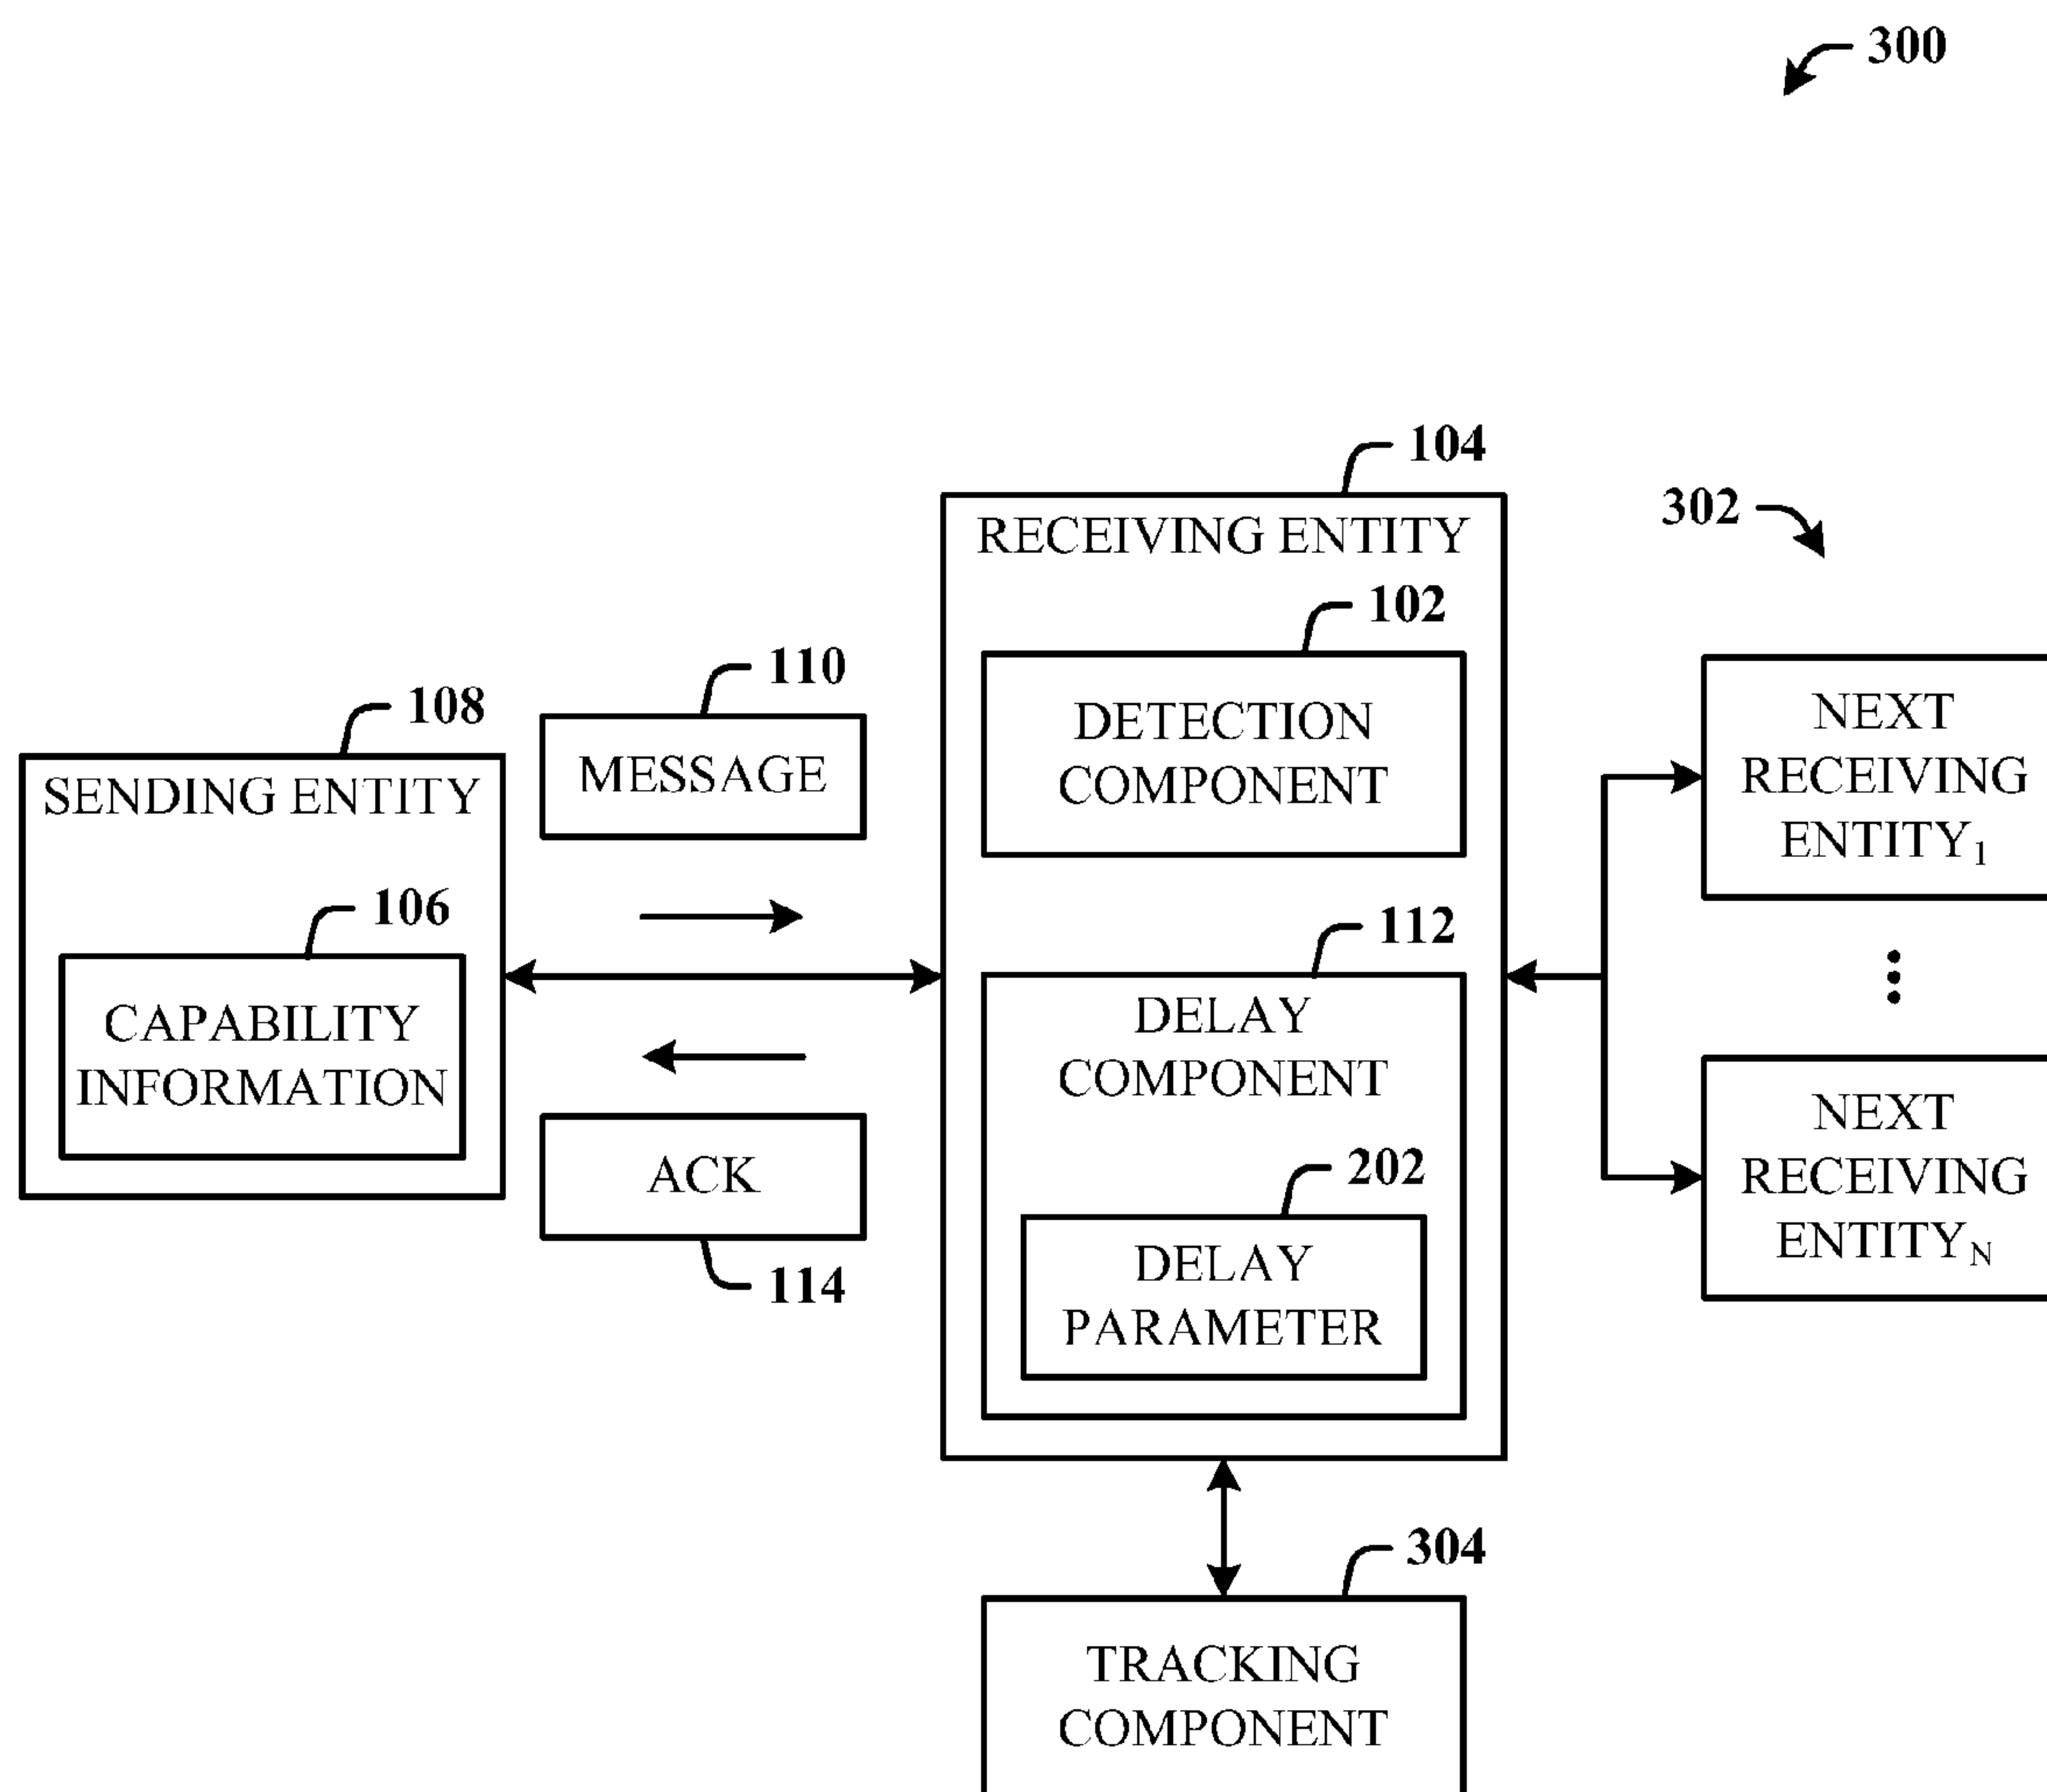 300
104
RECEIVING ENTITY
302
102
110
108
DETECTION
COMPONENT
MESSAGE
NEXT
RECEIVING
ENTITY1
SENDING ENTITY
106
112
CAPABILITY
INFORMATION
DELAY
COMPONENT
NEXT
RECEIVING
ENTITYN
ACK
202
114
DELAY
PARAMETER
304
TRACKING
COMPONENT